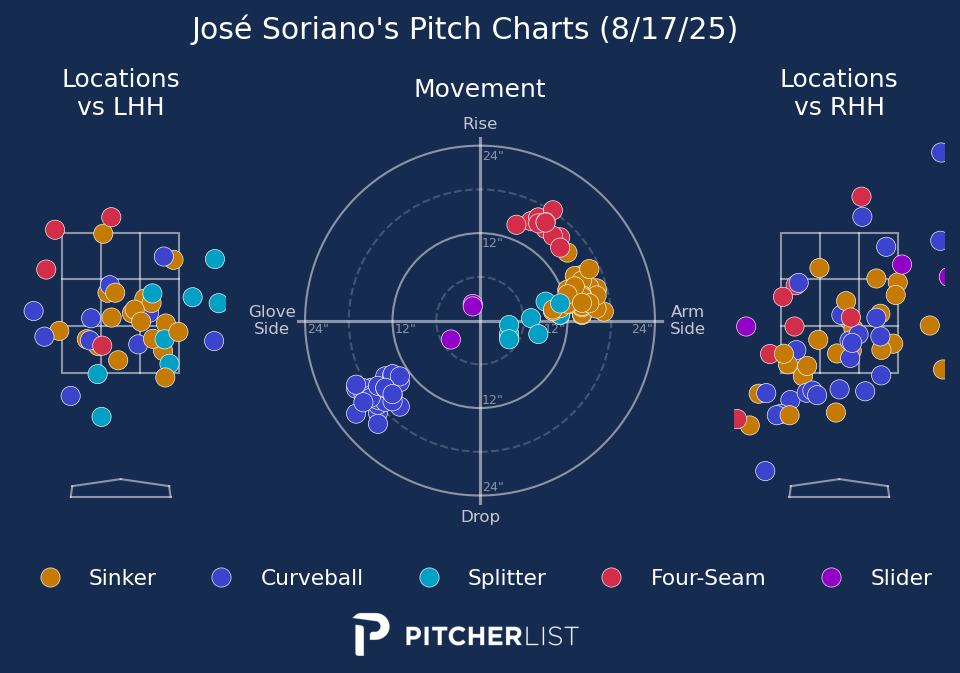 José Soriano's Pitch Charts (8/17/25)
Locations
vs LHH
Movement
Locations
vs RHH
Rise
24"
12"
Glove
Side
24"
12"
12"
24"
Arm
Side
12"
24"
Drop
Sinker
Curveball
Splitter
Four-Seam
Slider
PITCHERLIST